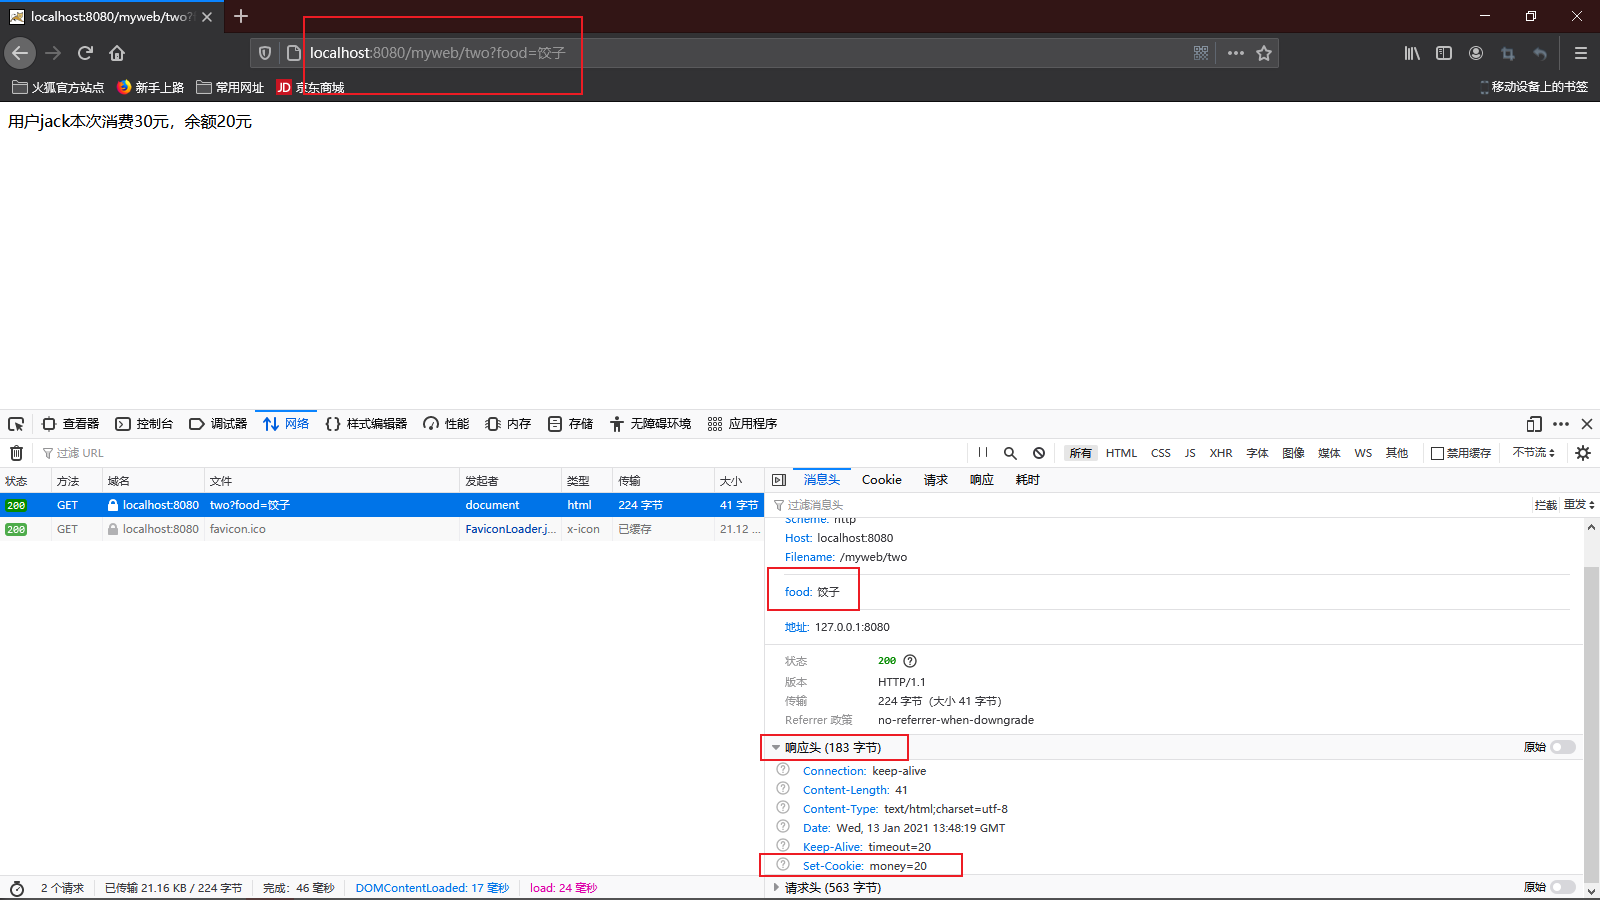 localhost:8080/myweb/two?
localhost:8080/myweb/two?food=饺子
火狐官方站点 新手上路 常用网址 JD 京东商城 移动设备上的书签
用户jack本次消费30元，余额20元
查看器 控制台 调试器 网络 样式编辑器 性能 内存 存储 无障碍环境 应用程序
过滤 URL 所有 HTML CSS JS XHR 字体 图像 媒体 WS 其他 禁用缓存 不节流
状态 方法 域名 文件 发起者 类型 传输 大小
200 GET localhost:8080 two?food=饺子 document html 224 字节 41 字节
200 GET localhost:8080 favicon.ico FaviconLoader.j... x-icon 已缓存 21.12 ...
消息头 Cookie 请求 响应 耗时
过滤消息头 拦截 重发
Scheme: http
Host: localhost:8080
Filename: /myweb/two
food: 饺子
地址: 127.0.0.1:8080
状态 200
版本 HTTP/1.1
传输 224 字节（大小 41 字节）
Referrer 政策 no-referrer-when-downgrade
响应头 (183 字节) 原始
Connection: keep-alive
Content-Length: 41
Content-Type: text/html;charset=utf-8
Date: Wed, 13 Jan 2021 13:48:19 GMT
Keep-Alive: timeout=20
Set-Cookie: money=20
请求头 (563 字节) 原始
2 个请求 已传输 21.16 KB / 224 字节 完成：46 毫秒 DOMContentLoaded: 17 毫秒 load: 24 毫秒